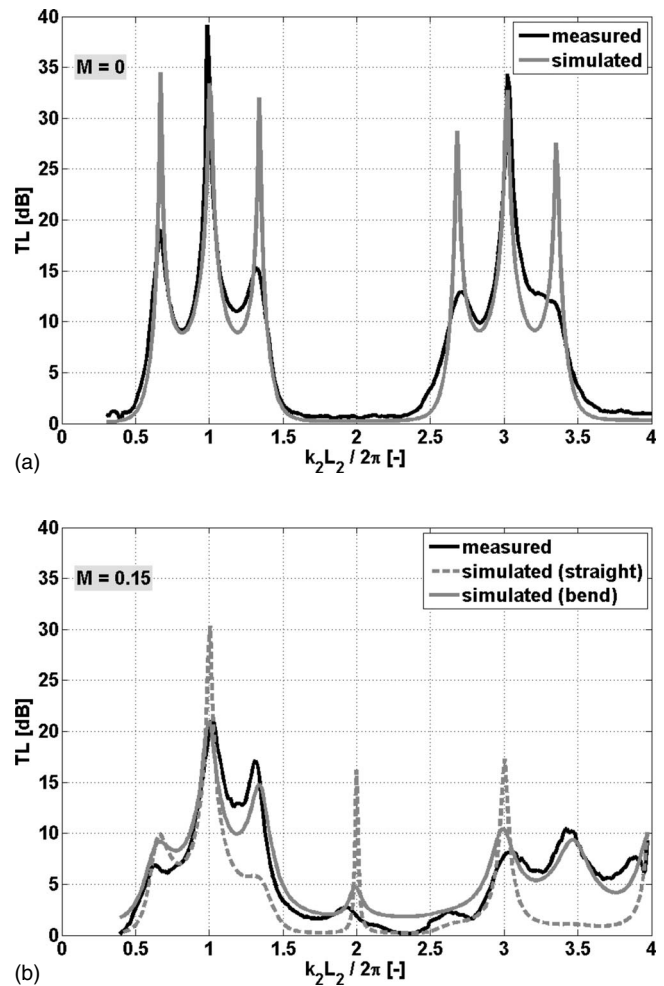 40
35
30
25
20
15
10
5
0
TL [dB]
M = 0
measured
simulated
0 0.5 1 1.5 2 2.5 3 3.5 4
k₂L₂ / 2π [-]
(a)
40
35
30
25
20
15
10
5
0
TL [dB]
M = 0.15
measured
simulated (straight)
simulated (bend)
0 0.5 1 1.5 2 2.5 3 3.5 4
k₂L₂ / 2π [-]
(b)